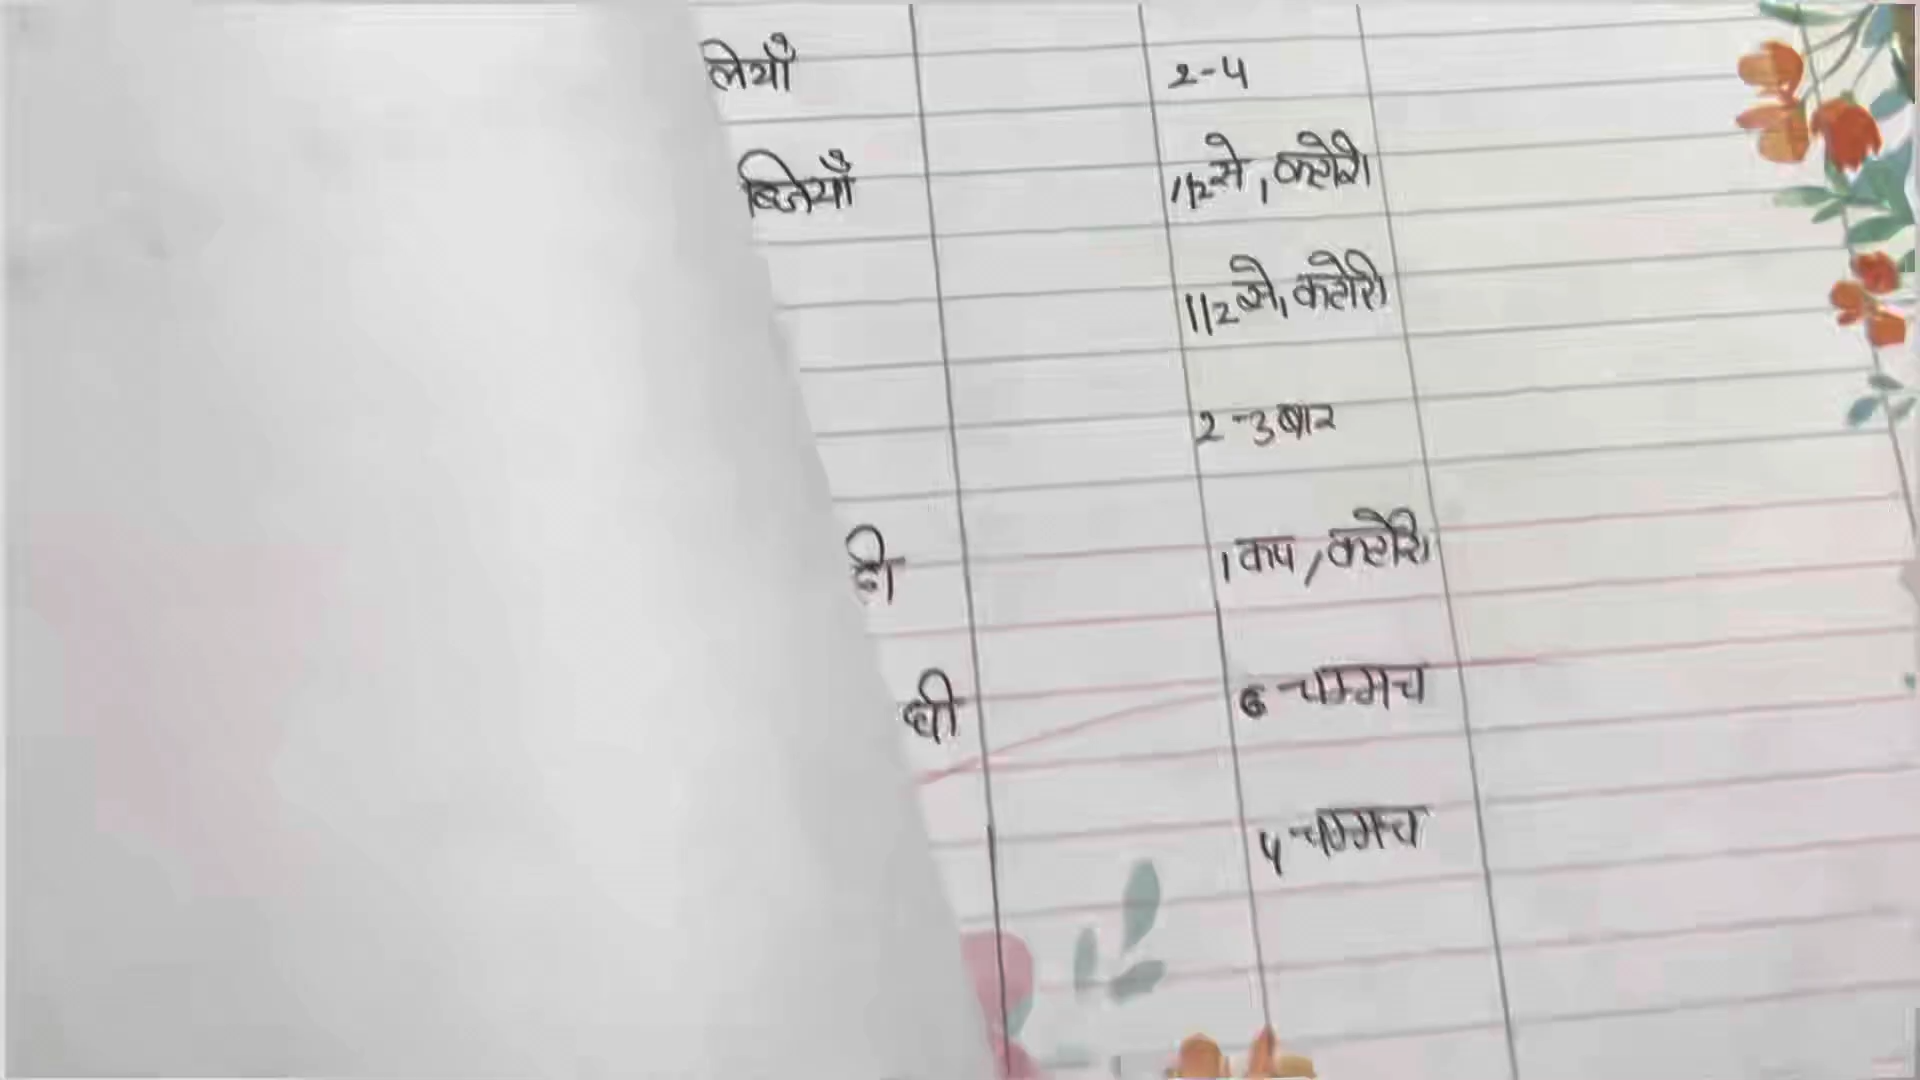 लेयाँ 2-4
ब्जियाँ 1/2 से, कटोरी
1/2 से, कटोरी
2-3 बार
ही 1 कप / कटोरी
घी 6 चम्मच
4 चम्मच